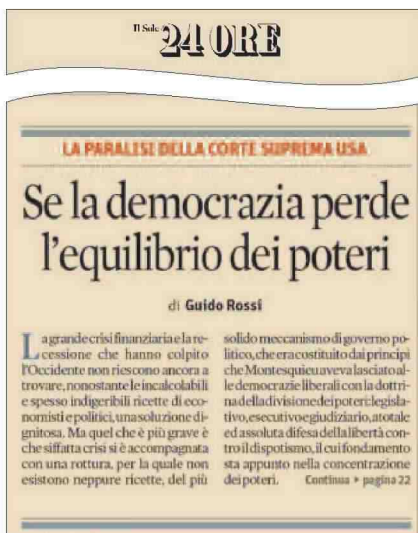 Il Sole
24 ORE
LA PARALISI DELLA CORTE SUPREMA USA
Se la democrazia perde
l'equilibrio dei poteri
di Guido Rossi
La grande crisi finanziaria e la re-
cessione che hanno colpito
l'Occidente non riescono ancora a
trovare, nonostante le incalcolabili
e spesso indigeribili ricette di eco-
nomisti e politici, una soluzione di-
gnitosa. Ma quel che è più grave è
che siffatta crisi si è accompagnata
con una rottura, per la quale non
esistono neppure ricette, del più
solido meccanismo di governo po-
litico, che era costituito dai principi
che Montesquieu aveva lasciato al-
le democrazie liberali con la dottri-
na della divisione dei poteri: legisla-
tivo, esecutivo e giudiziario, a totale
ed assoluta difesa della libertà con-
tro il dispotismo, il cui fondamento
sta appunto nella concentrazione
dei poteri. Continua ▸ pagina 22